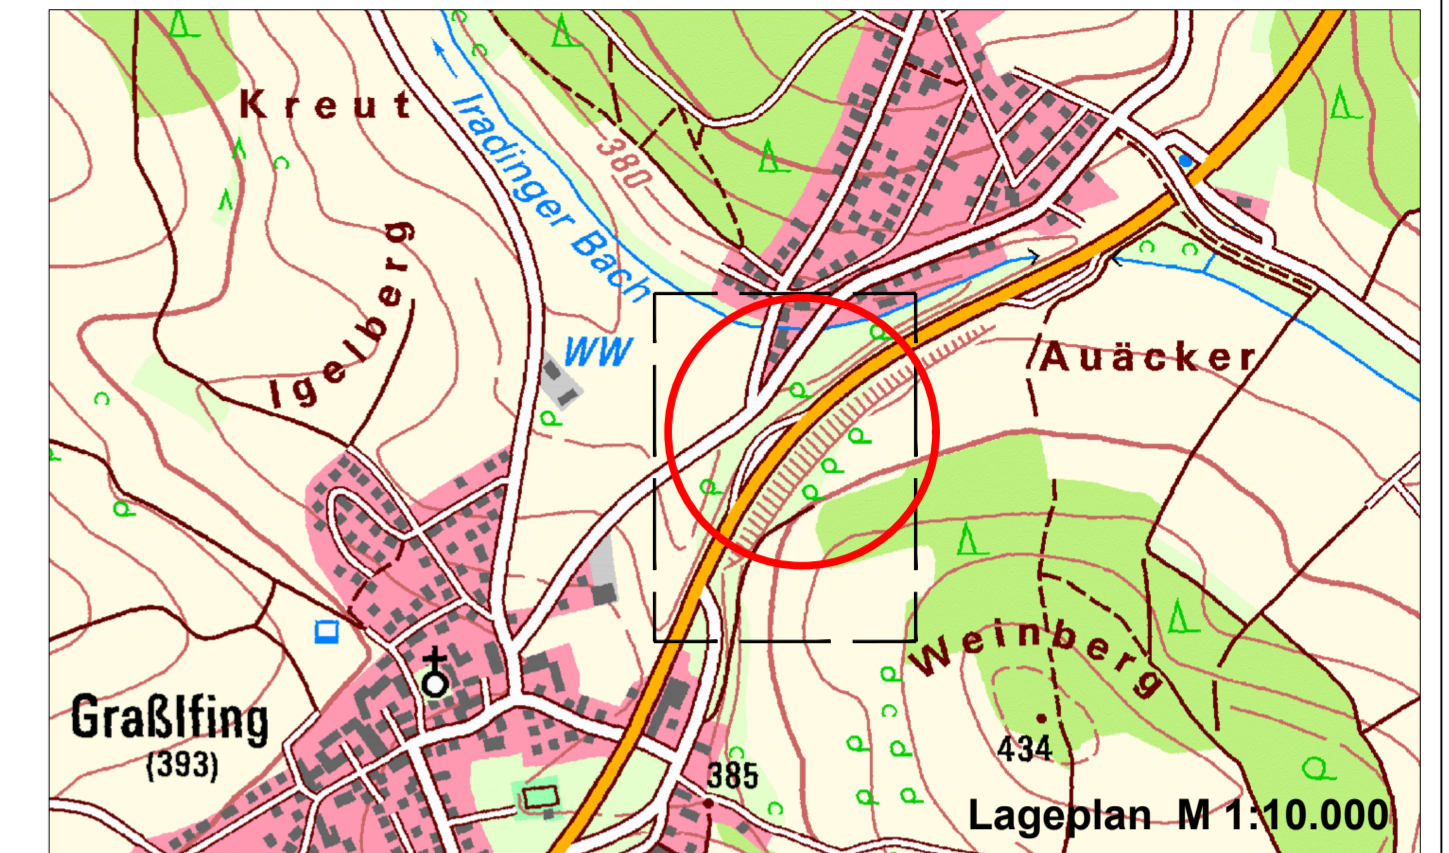 Kreut
Iradinger Bach
380
Igelberg
WW
Auäcker
Weinberg
434
Graßlfing
(393)
385
Lageplan M 1:10.000